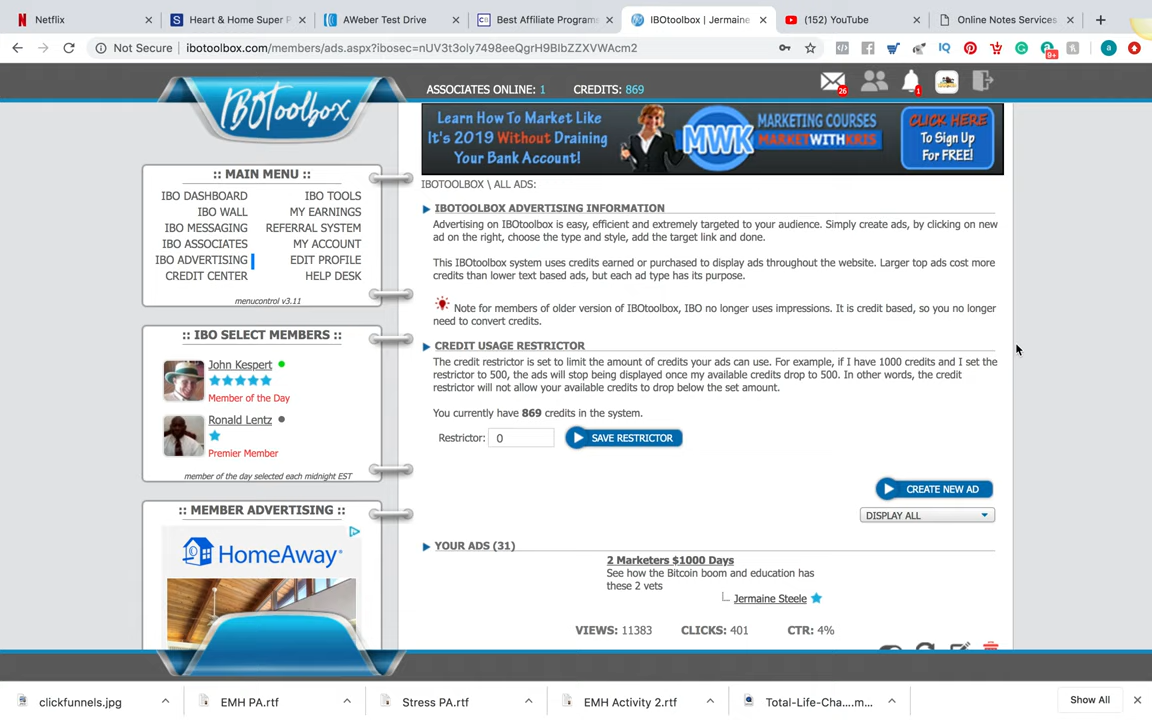 Netflix
Heart & Home Super P
AWeber Test Drive
Best Affiliate Programs
IBOtoolbox | Jermaine
(152) YouTube
Online Notes Services
Not Secure
ibotoolbox.com/members/ads.aspx?ibosec=nUV3t3oly7498eeQgrH9BIbZZXVWAcm2
IBOToolbox
ASSOCIATES ONLINE: 1
CREDITS: 869
26
1
Learn How To Market Like
It's 2019 Without Draining
Your Bank Account!
MWK
MARKETING COURSES
MARKETWITHKRIS
CLICK HERE
To Sign Up
For FREE!
:: MAIN MENU ::
IBO DASHBOARD
IBO TOOLS
IBO WALL
MY EARNINGS
IBO MESSAGING
REFERRAL SYSTEM
IBO ASSOCIATES
MY ACCOUNT
IBO ADVERTISING
EDIT PROFILE
CREDIT CENTER
HELP DESK
menucontrol v3.11
:: IBO SELECT MEMBERS ::
John Kespert
Member of the Day
Ronald Lentz
Premier Member
member of the day selected each midnight EST
:: MEMBER ADVERTISING ::
HomeAway
IBOTOOLBOX \ ALL ADS:
IBOTOOLBOX ADVERTISING INFORMATION
Advertising on IBOtoolbox is easy, efficient and extremely targeted to your audience. Simply create ads, by clicking on new
ad on the right, choose the type and style, add the target link and done.
This IBOtoolbox system uses credits earned or purchased to display ads throughout the website. Larger top ads cost more
credits than lower text based ads, but each ad type has its purpose.
Note for members of older version of IBOtoolbox, IBO no longer uses impressions. It is credit based, so you no longer
need to convert credits.
CREDIT USAGE RESTRICTOR
The credit restrictor is set to limit the amount of credits your ads can use. For example, if I have 1000 credits and I set the
restrictor to 500, the ads will stop being displayed once my available credits drop to 500. In other words, the credit
restrictor will not allow your available credits to drop below the set amount.
You currently have 869 credits in the system.
Restrictor: 0
SAVE RESTRICTOR
CREATE NEW AD
DISPLAY ALL
YOUR ADS (31)
2 Marketers $1000 Days
See how the Bitcoin boom and education has
these 2 vets
Jermaine Steele
VIEWS: 11383 CLICKS: 401 CTR: 4%
clickfunnels.jpg
EMH PA.rtf
Stress PA.rtf
EMH Activity 2.rtf
Total-Life-Cha....m...
Show All